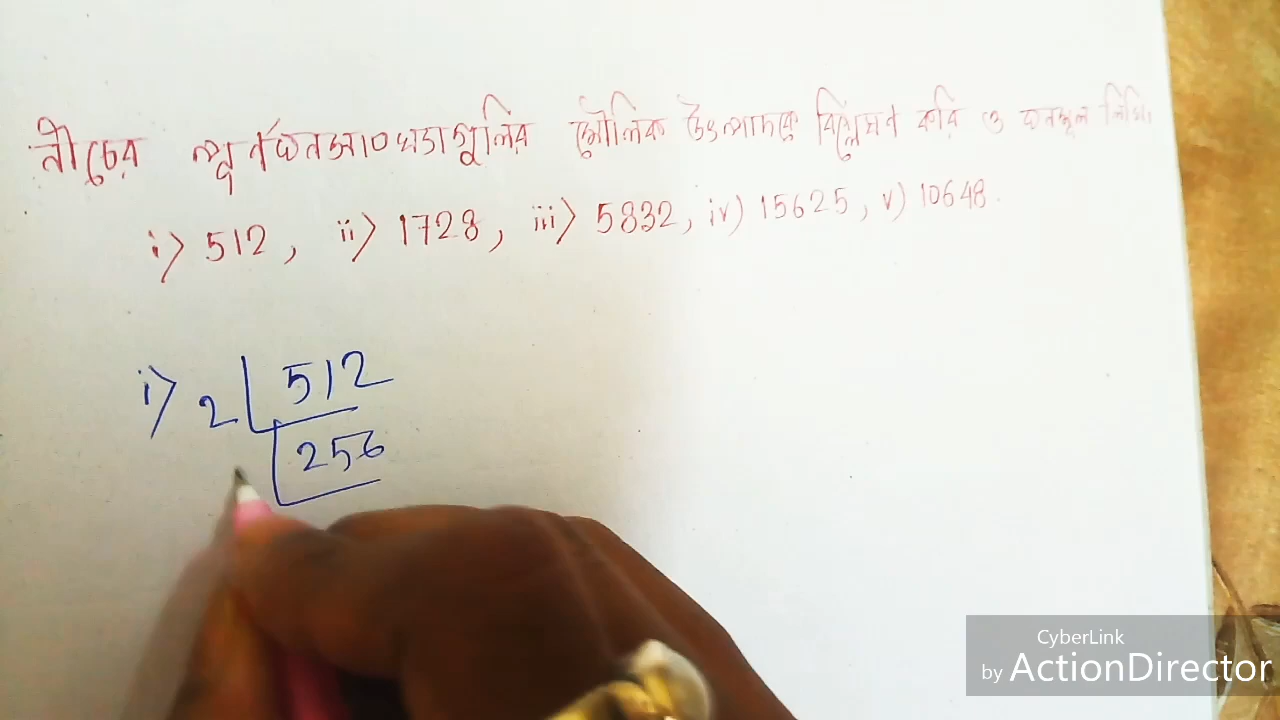 নীচের পূর্ণঘনসংখ্যাগুলির মৌলিক উৎপাদকে বিশ্লেষণ করি ও ঘনমূল লিখি।
i) 512, ii) 1728, iii) 5832, iv) 15625, v) 10648.
i) 2 512
256
CyberLink
by ActionDirector